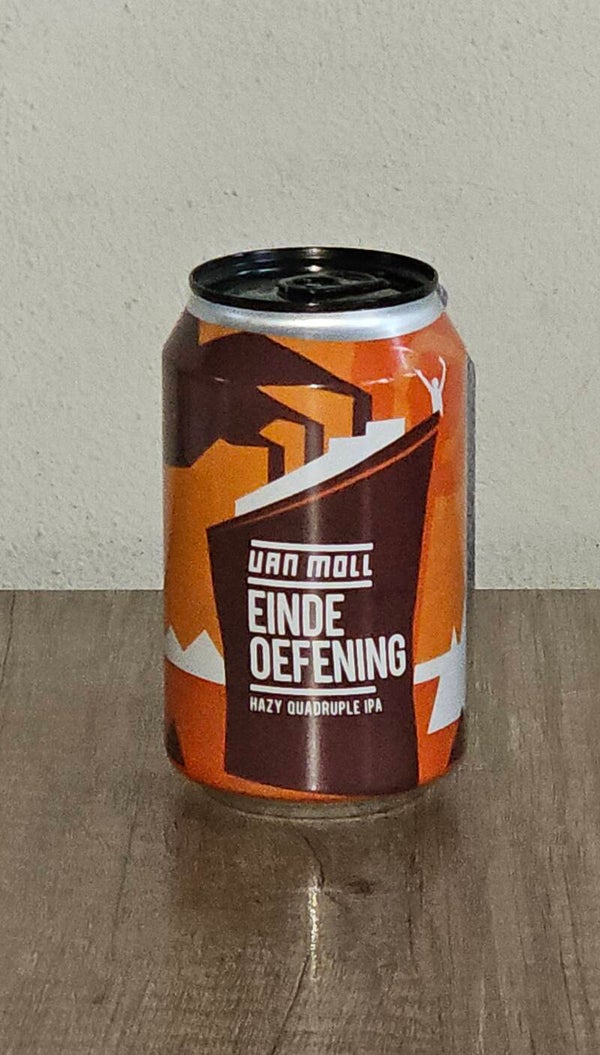 VAN MOLL
EINDE
OEFENING
HAZY QUADRUPLE IPA